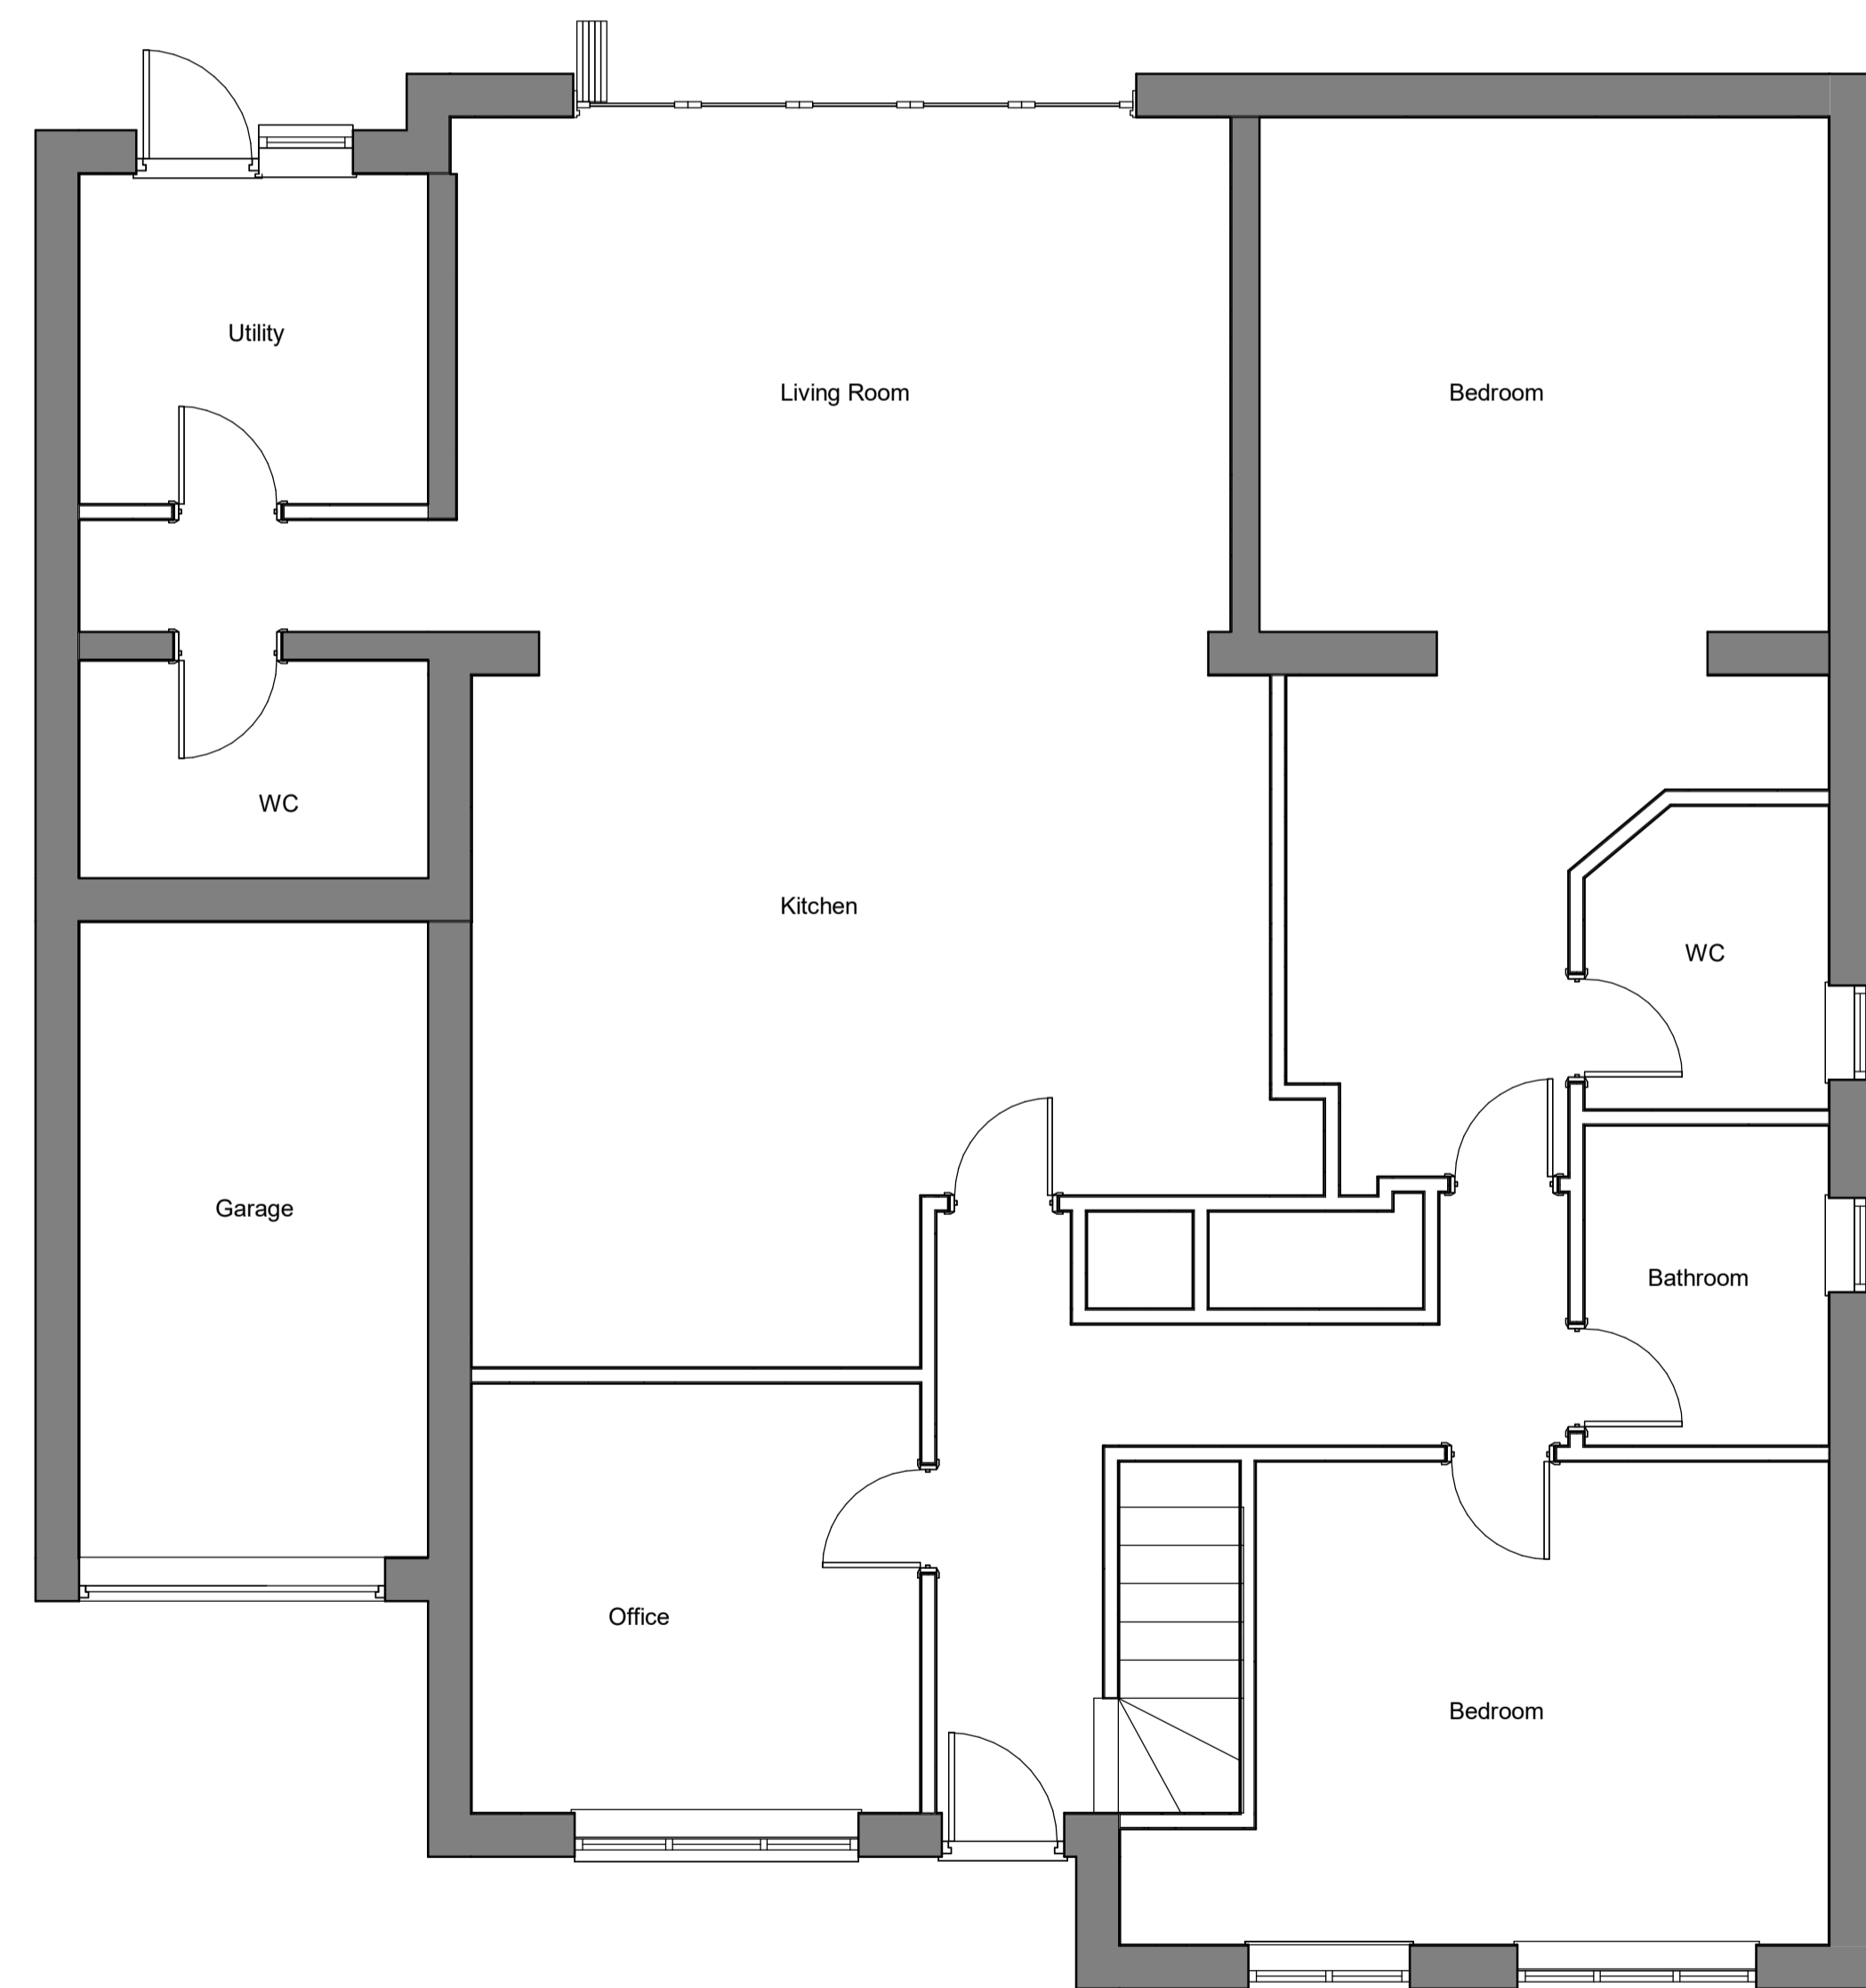 Utility
Living Room
Bedroom
WC
Kitchen
WC
Garage
Bathroom
Office
Bedroom